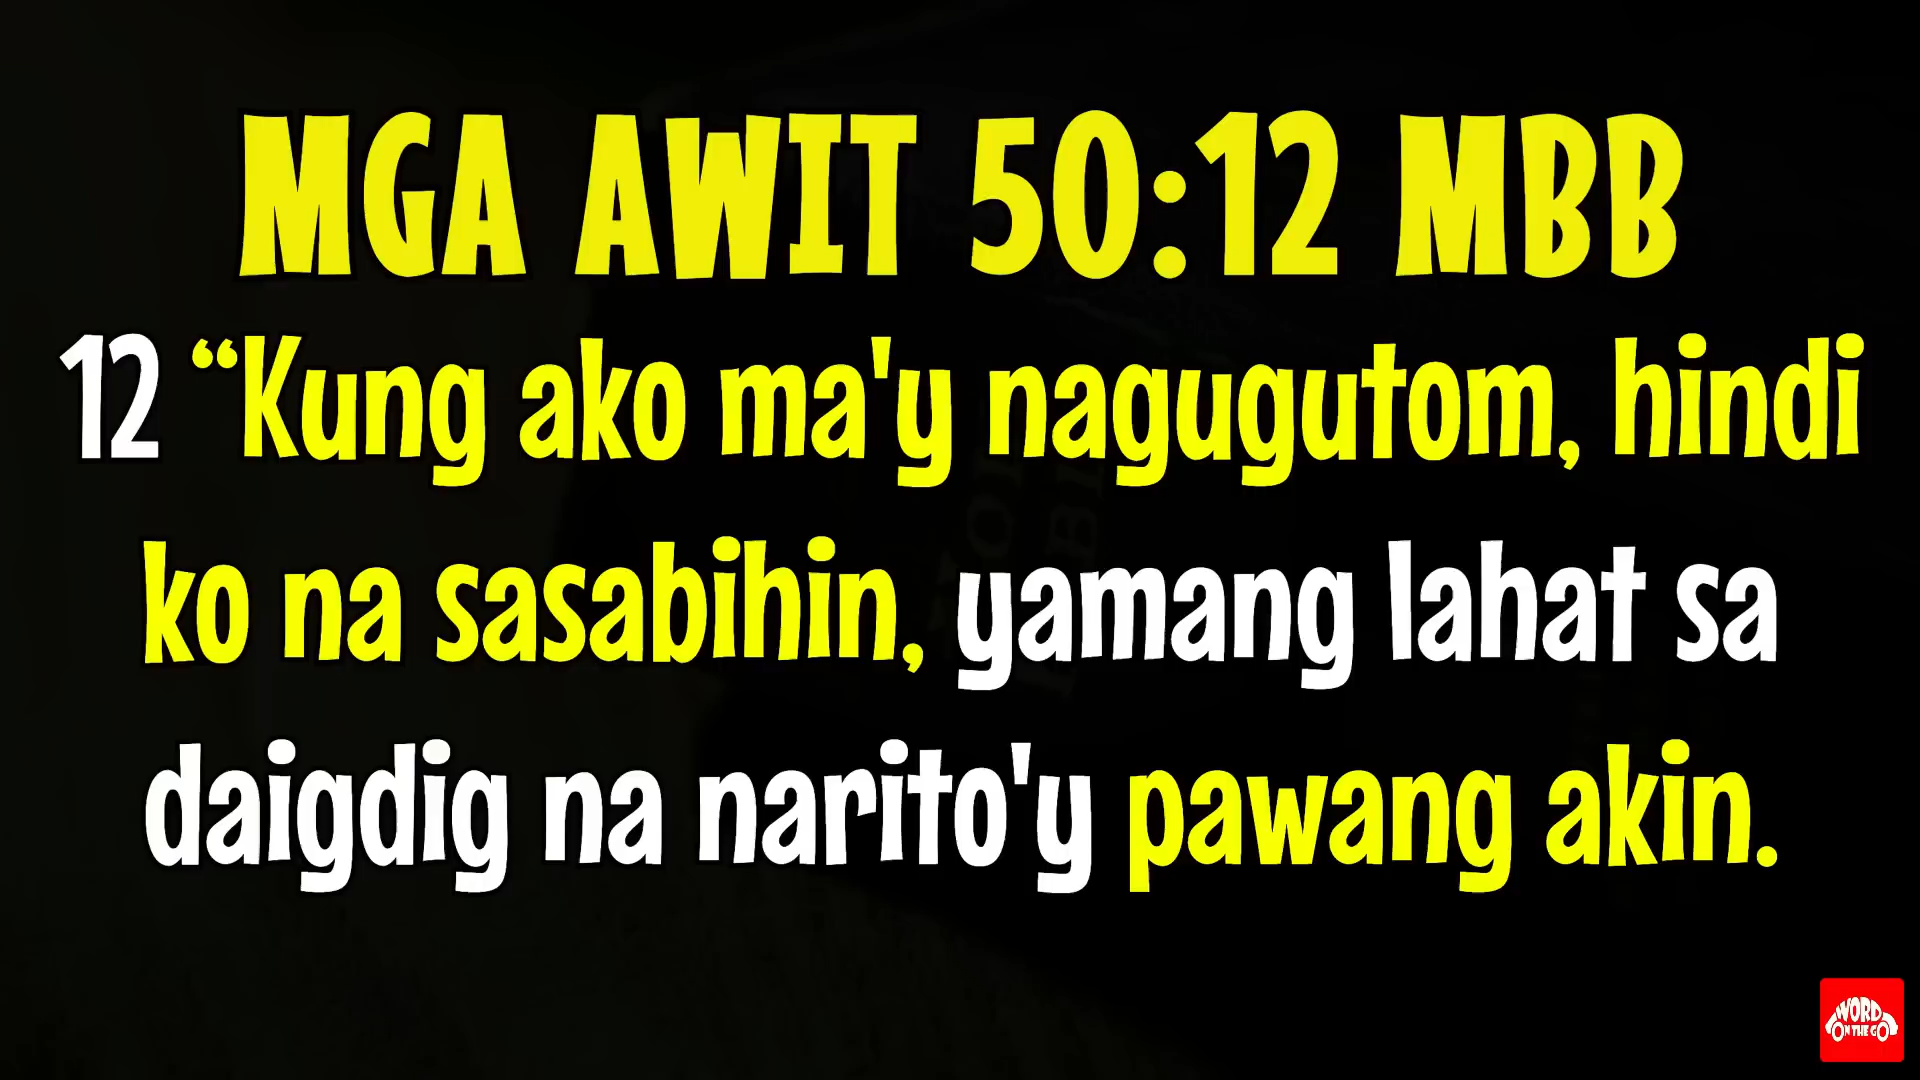 MGA AWIT 50:12 MBB
12 “Kung ako ma'y nagugutom, hindi
ko na sasabihin, yamang lahat sa
daigdig na narito'y pawang akin.
WORD
ON THE GO